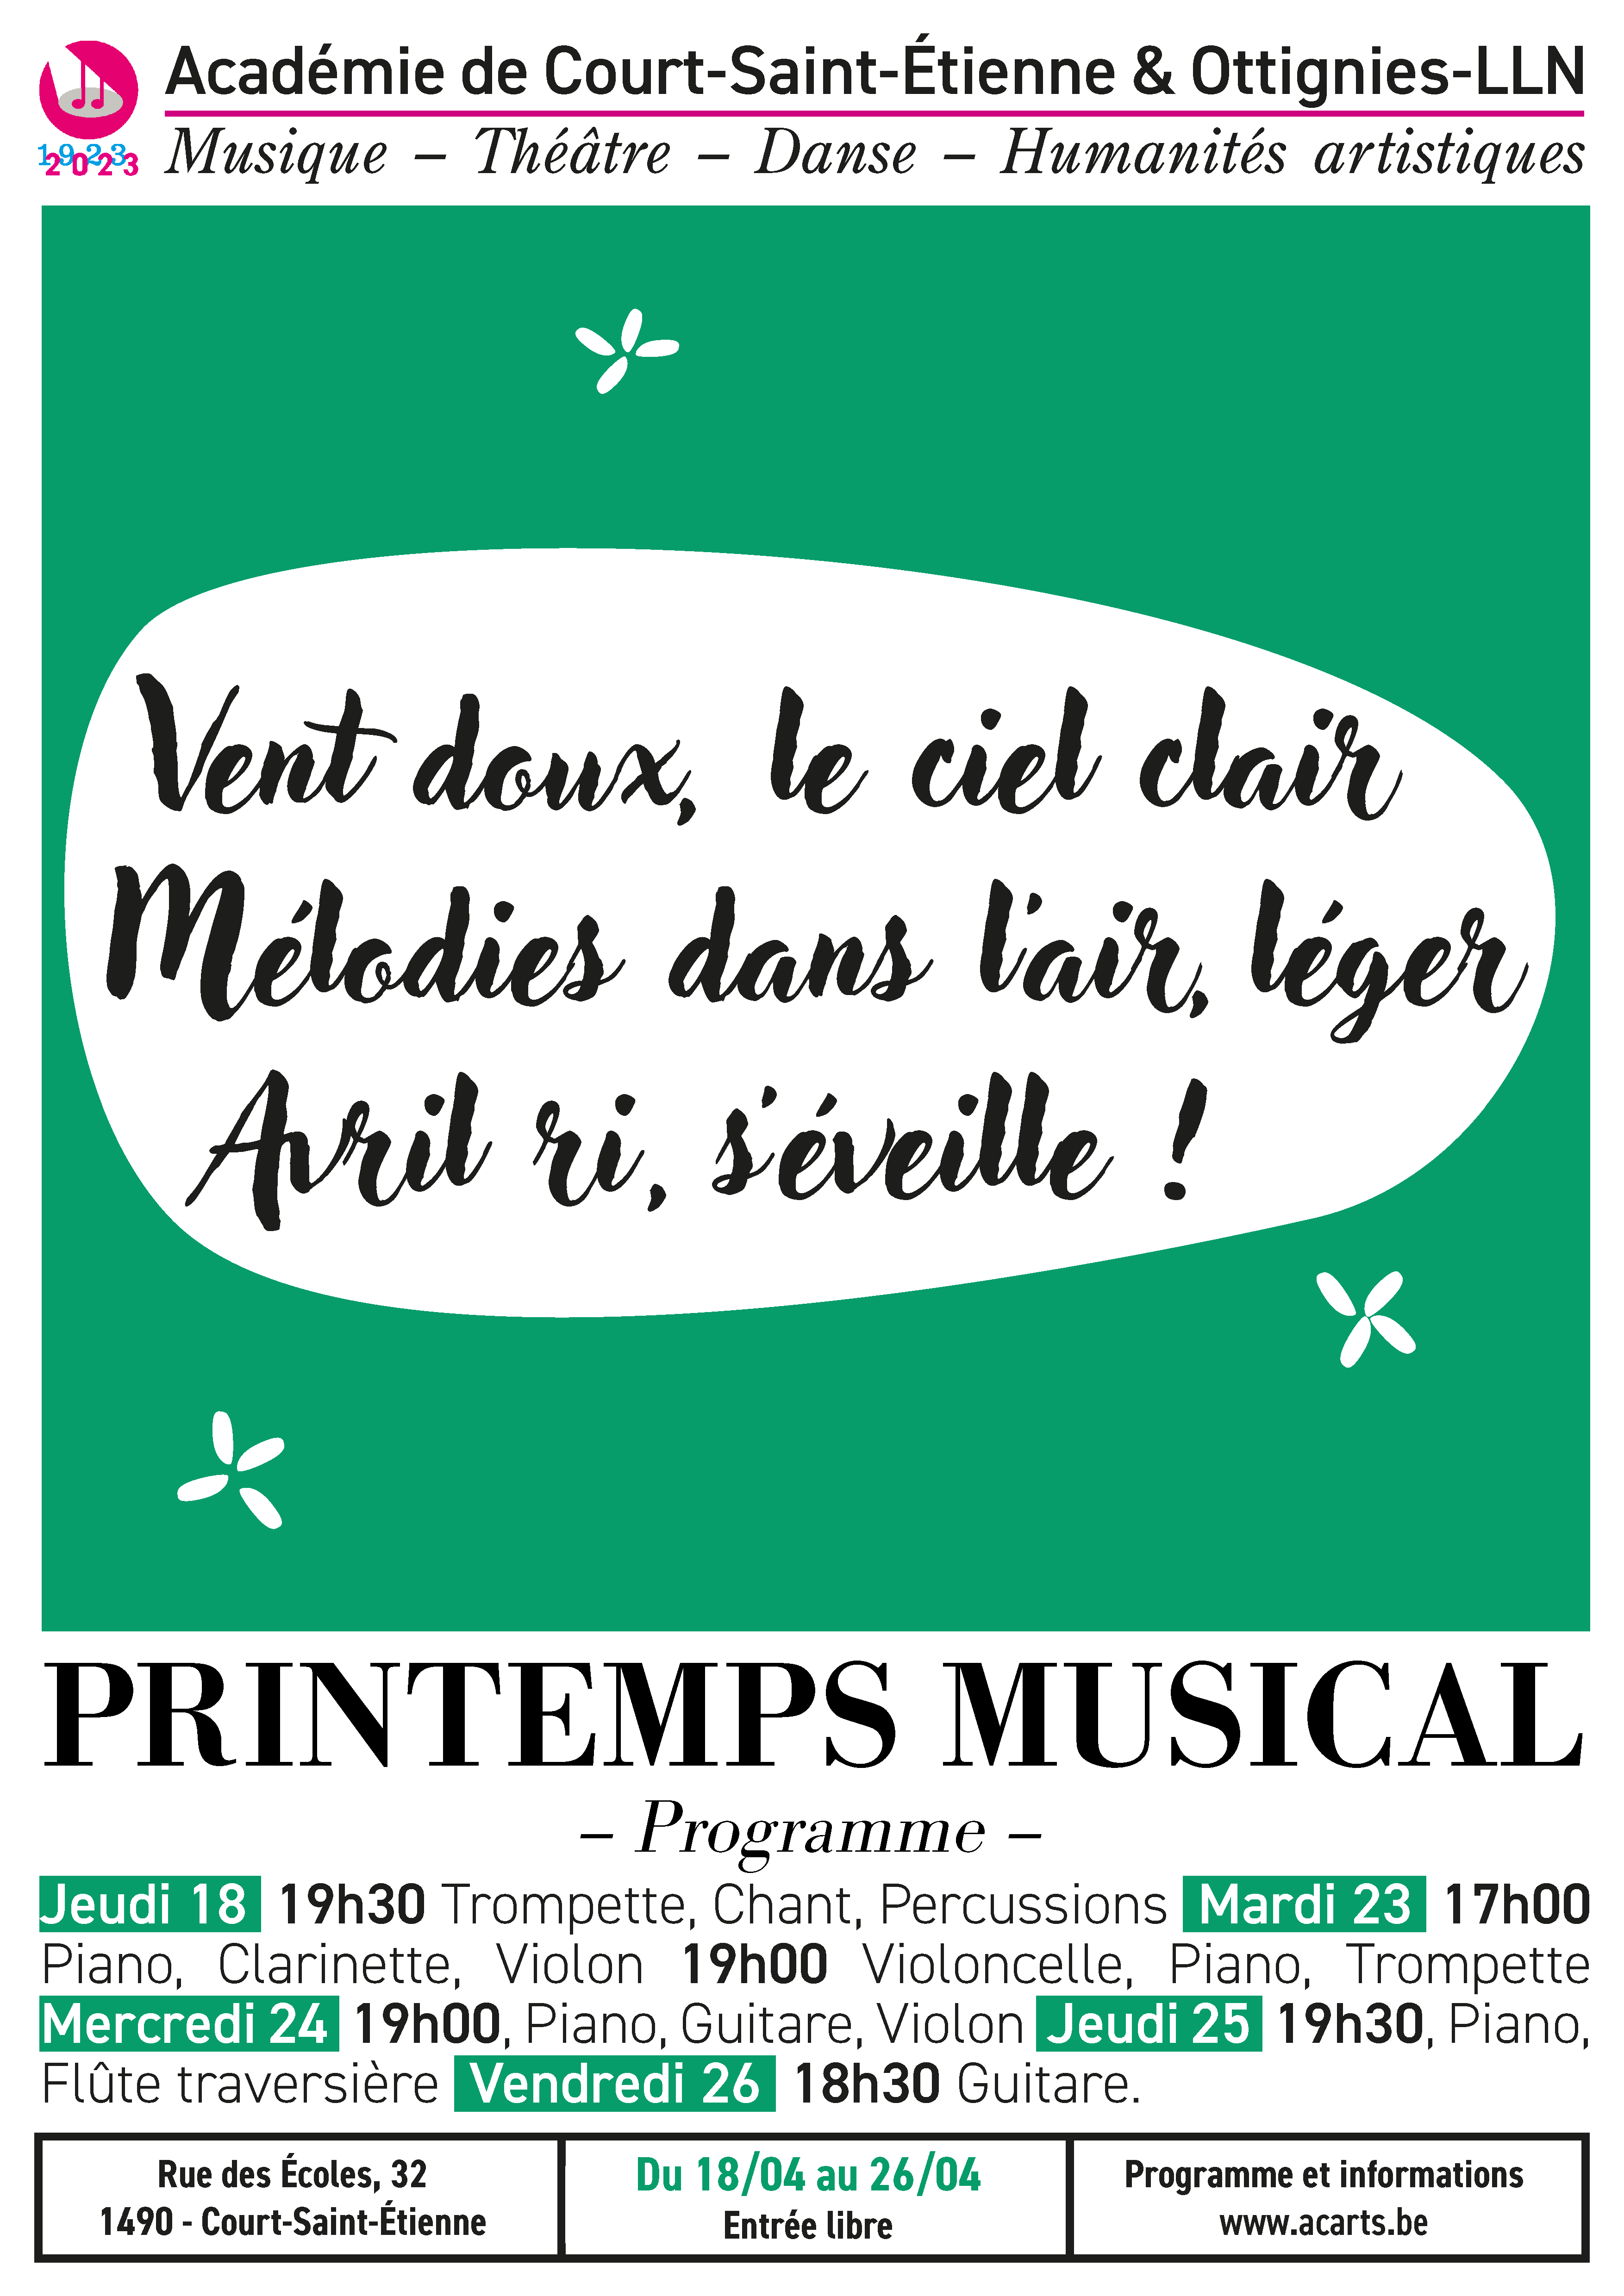 Académie de Court-Saint-Étienne & Ottignies-LLN
1923
2023
Musique – Théâtre – Danse – Humanités artistiques
Vent doux, le ciel clair
Mélodies dans l'air, léger
Avril ri, s'éveille !
PRINTEMPS MUSICAL
– Programme –
Jeudi 18 19h30 Trompette, Chant, Percussions Mardi 23 17h00
Piano, Clarinette, Violon 19h00 Violoncelle, Piano, Trompette
Mercredi 24 19h00, Piano, Guitare, Violon Jeudi 25 19h30, Piano,
Flûte traversière Vendredi 26 18h30 Guitare.
Rue des Écoles, 32
1490 - Court-Saint-Étienne
Du 18/04 au 26/04
Entrée libre
Programme et informations
www.acarts.be